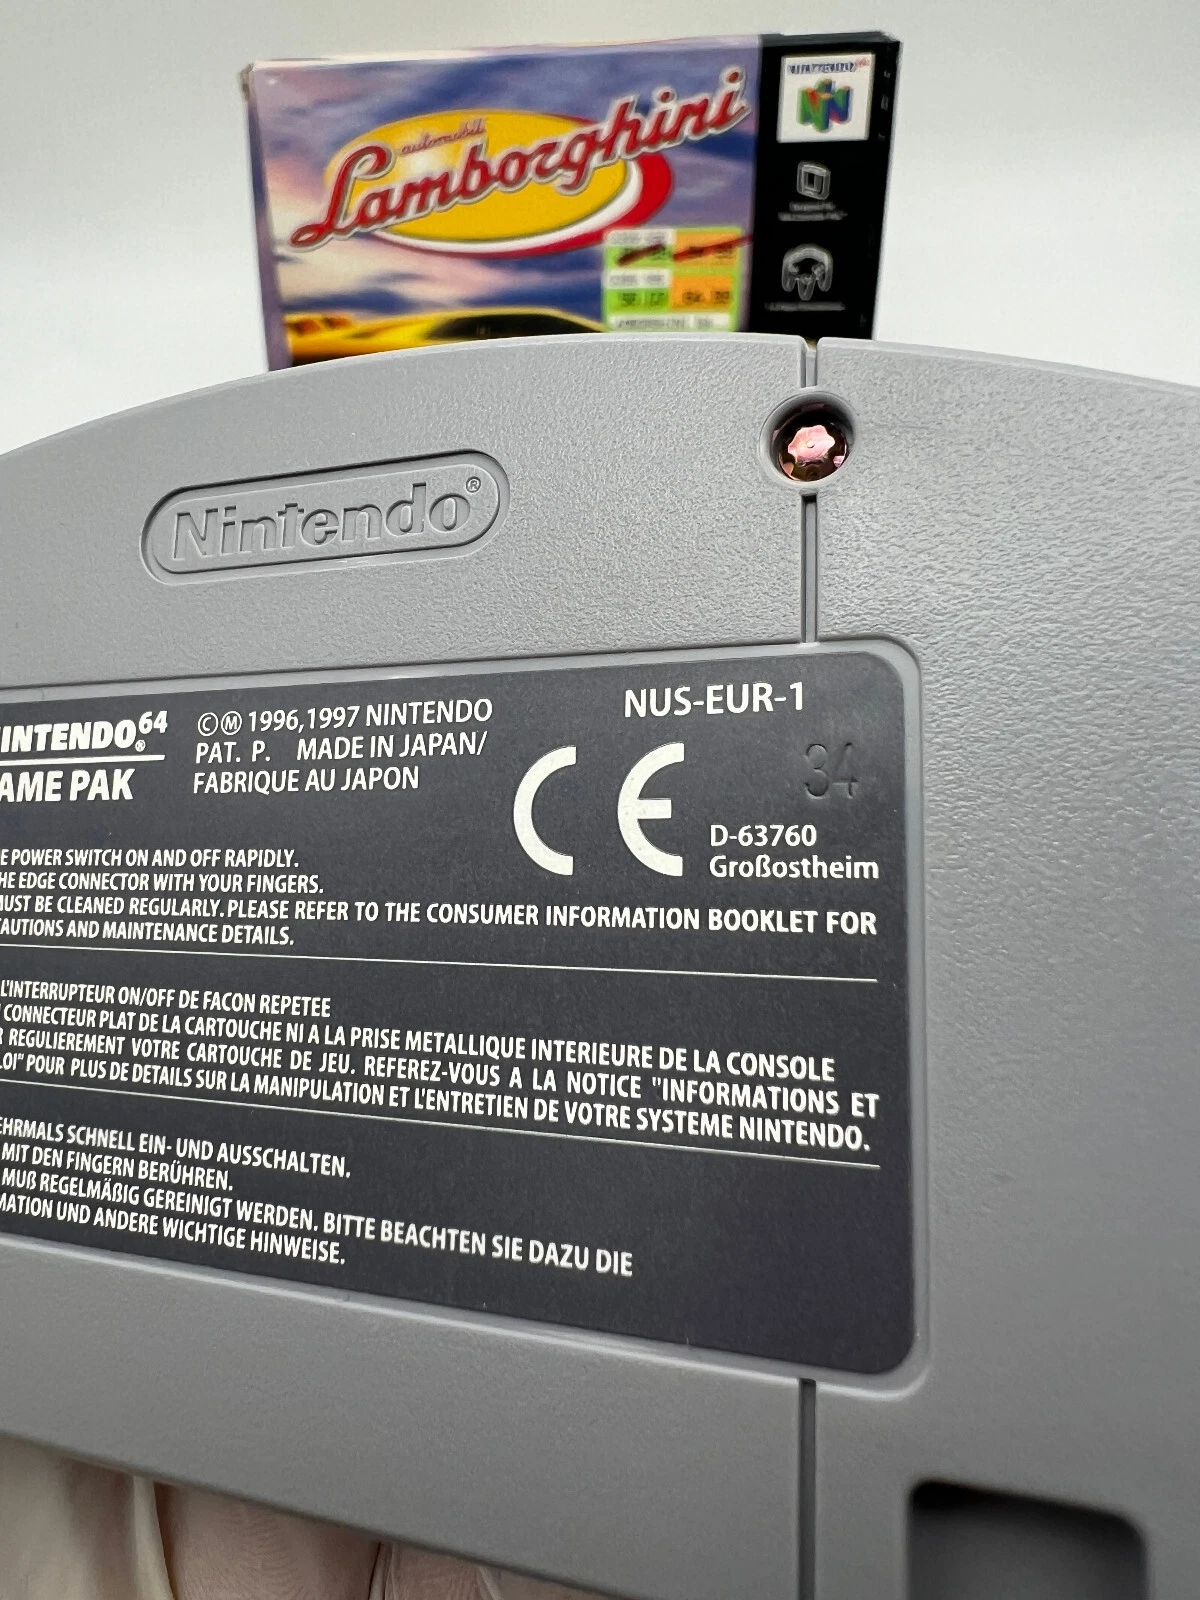 automobili
Lamborghini
NINTENDO 64
Nintendo®
INTENDO64®
AME PAK
©Ⓜ 1996,1997 NINTENDO
PAT. P. MADE IN JAPAN/
FABRIQUE AU JAPON
NUS-EUR-1
CE
34
D-63760
Großostheim
E POWER SWITCH ON AND OFF RAPIDLY.
HE EDGE CONNECTOR WITH YOUR FINGERS.
MUST BE CLEANED REGULARLY. PLEASE REFER TO THE CONSUMER INFORMATION BOOKLET FOR
CAUTIONS AND MAINTENANCE DETAILS.
L'INTERRUPTEUR ON/OFF DE FACON REPETEE
CONNECTEUR PLAT DE LA CARTOUCHE NI A LA PRISE METALLIQUE INTERIEURE DE LA CONSOLE
R REGULIEREMENT VOTRE CARTOUCHE DE JEU. REFEREZ-VOUS A LA NOTICE "INFORMATIONS ET
LOI" POUR PLUS DE DETAILS SUR LA MANIPULATION ET L'ENTRETIEN DE VOTRE SYSTEME NINTENDO.
EHRMALS SCHNELL EIN- UND AUSSCHALTEN.
MIT DEN FINGERN BERÜHREN.
MUß REGELMÄßIG GEREINIGT WERDEN. BITTE BEACHTEN SIE DAZU DIE
MATION UND ANDERE WICHTIGE HINWEISE.